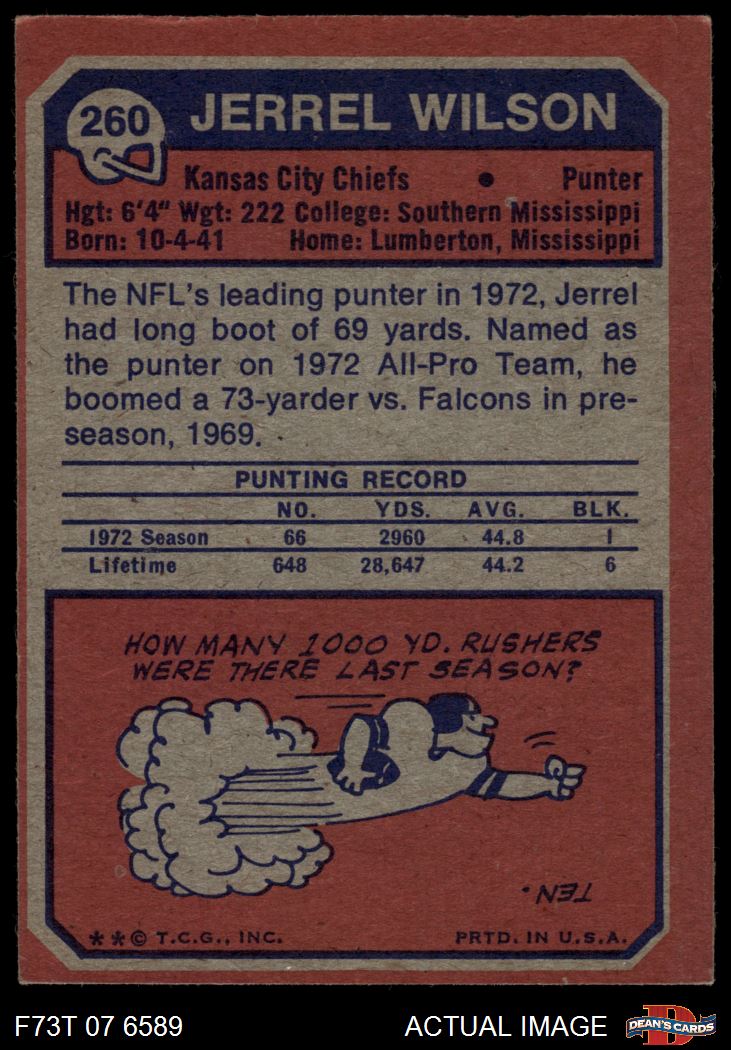 260 JERREL WILSON
Kansas City Chiefs • Punter
Hgt: 6'4" Wgt: 222 College: Southern Mississippi
Born: 10-4-41 Home: Lumberton, Mississippi
The NFL's leading punter in 1972, Jerrel
had long boot of 69 yards. Named as
the punter on 1972 All-Pro Team, he
boomed a 73-yarder vs. Falcons in pre-
season, 1969.
PUNTING RECORD
NO. YDS. AVG. BLK.
1972 Season 66 2960 44.8 1
Lifetime 648 28,647 44.2 6
HOW MANY 1000 YD. RUSHERS
WERE THERE LAST SEASON?
TEN.
**© T.C.G., INC. PRTD. IN U.S.A.
F73T 07 6589 ACTUAL IMAGE DEAN'S CARDS